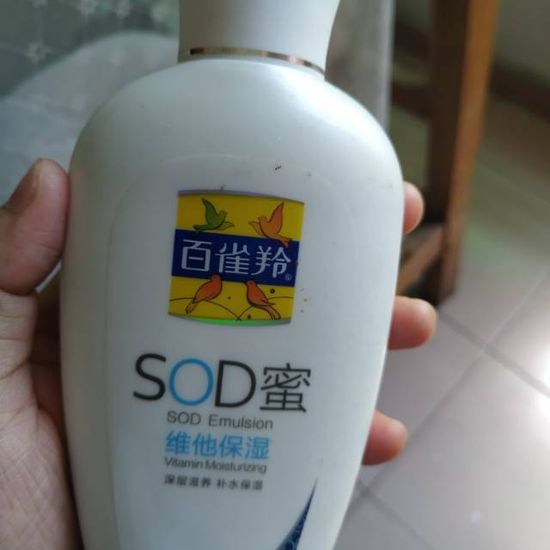 百雀羚
SOD蜜
SOD Emulsion
维他保湿
Vitamin Moisturizing
深层滋养 补水保湿